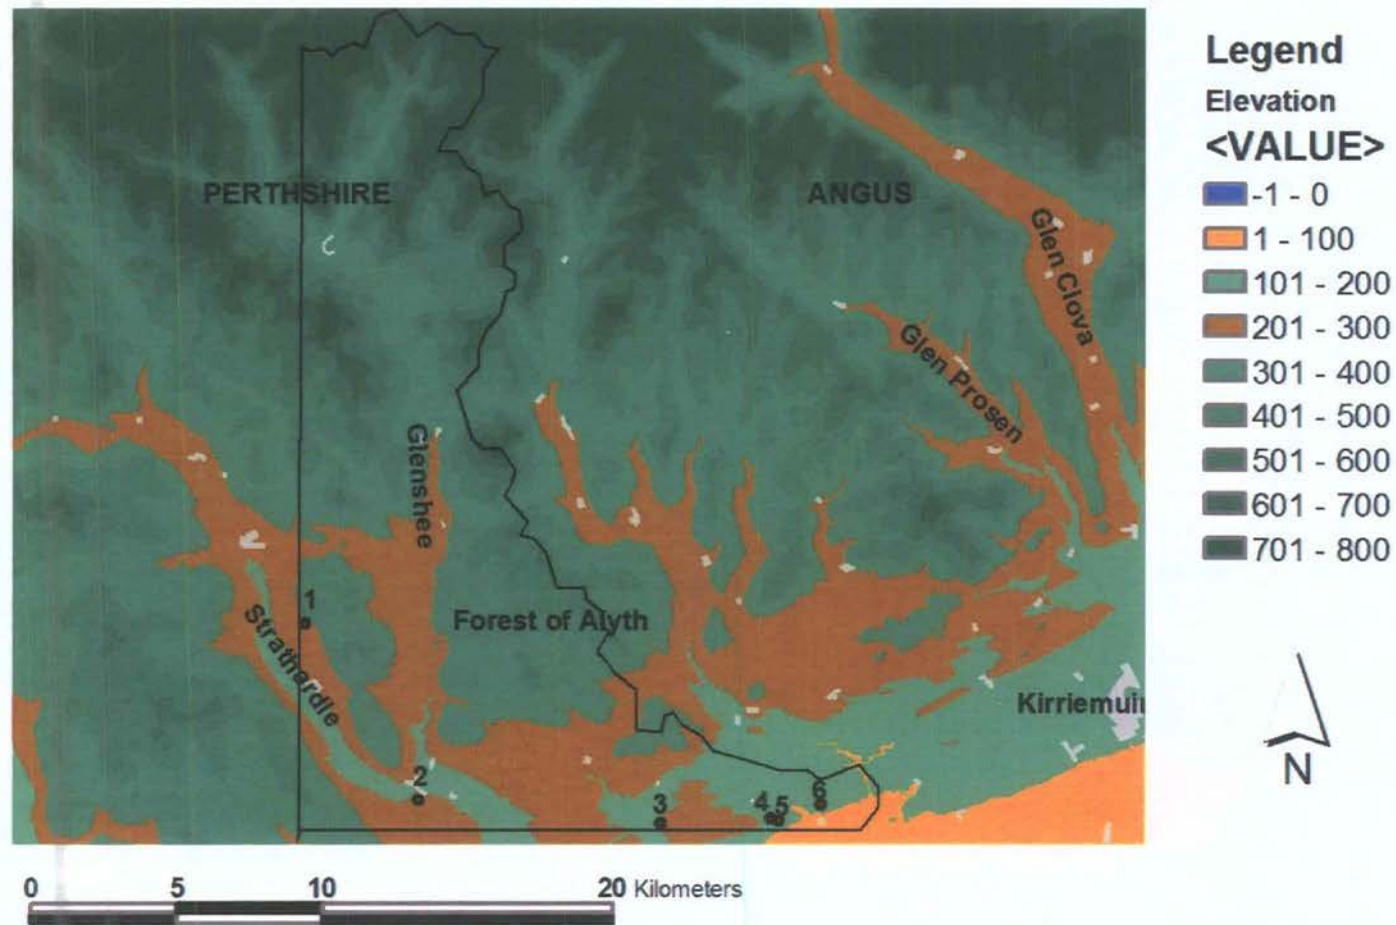 PERTHSHIRE
ANGUS
Glen Clova
Glen Prosen
Glenshee
Strathardle
Forest of Alyth
Kirriemuir
1
2
3
4
5
6
Legend
Elevation
<VALUE>
-1 - 0
1 - 100
101 - 200
201 - 300
301 - 400
401 - 500
501 - 600
601 - 700
701 - 800
N
0
5
10
20 Kilometers